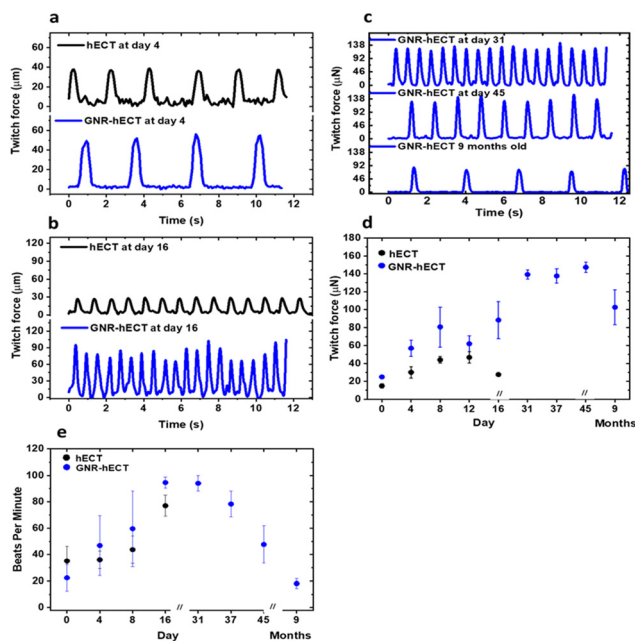 a
hECT at day 4
60
40
20
0
GNR-hECT at day 4
60
40
20
0
Twitch force (μm)
0 2 4 6 8 10 12
Time (s)
b
hECT at day 16
120
90
60
30
0
GNR-hECT at day 16
120
90
60
30
0
Twitch force (μm)
0 2 4 6 8 10 12
Time (s)
c
GNR-hECT at day 31
138
92
46
0
GNR-hECT at day 45
138
92
46
0
GNR-hECT 9 months old
138
92
46
0
Twitch force (μN)
0 2 4 6 8 10 12
Time (s)
d
hECT
GNR-hECT
180
160
140
120
100
80
60
40
20
0
Twitch force (μN)
0 4 8 12 16 // 31 37 45 // 9
Day Months
e
hECT
GNR-hECT
120
100
80
60
40
20
0
Beats Per Minute
0 4 8 16 // 31 37 45 // 9
Day Months